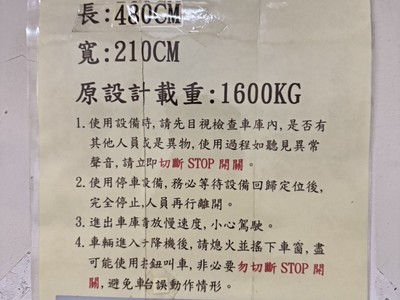 長:480CM
寬:210CM
原設計載重:1600KG
1. 使用設備時, 請先目視檢查車庫內, 是否有
其他人員或是異物, 使用過程如聽見異常
聲音, 請立即切斷 STOP 開關。
2. 使用停車設備, 務必等待設備回歸定位後,
完全停止, 人員再行離開。
3. 進出車庫請放慢速度, 小心駕駛。
4. 車輛進入升降機後, 請熄火並搖下車窗, 盡
可能使用按鈕叫車, 非必要勿切斷 STOP 開
關, 避免車台誤動作情形。